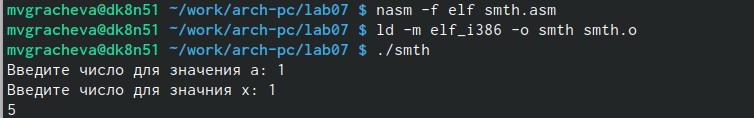 mvgracheva@dk8n51 ~/work/arch-pc/lab07 $ nasm -f elf smth.asm
mvgracheva@dk8n51 ~/work/arch-pc/lab07 $ ld -m elf_i386 -o smth smth.o
mvgracheva@dk8n51 ~/work/arch-pc/lab07 $ ./smth
Введите число для значения а: 1
Введите число для значния х: 1
5